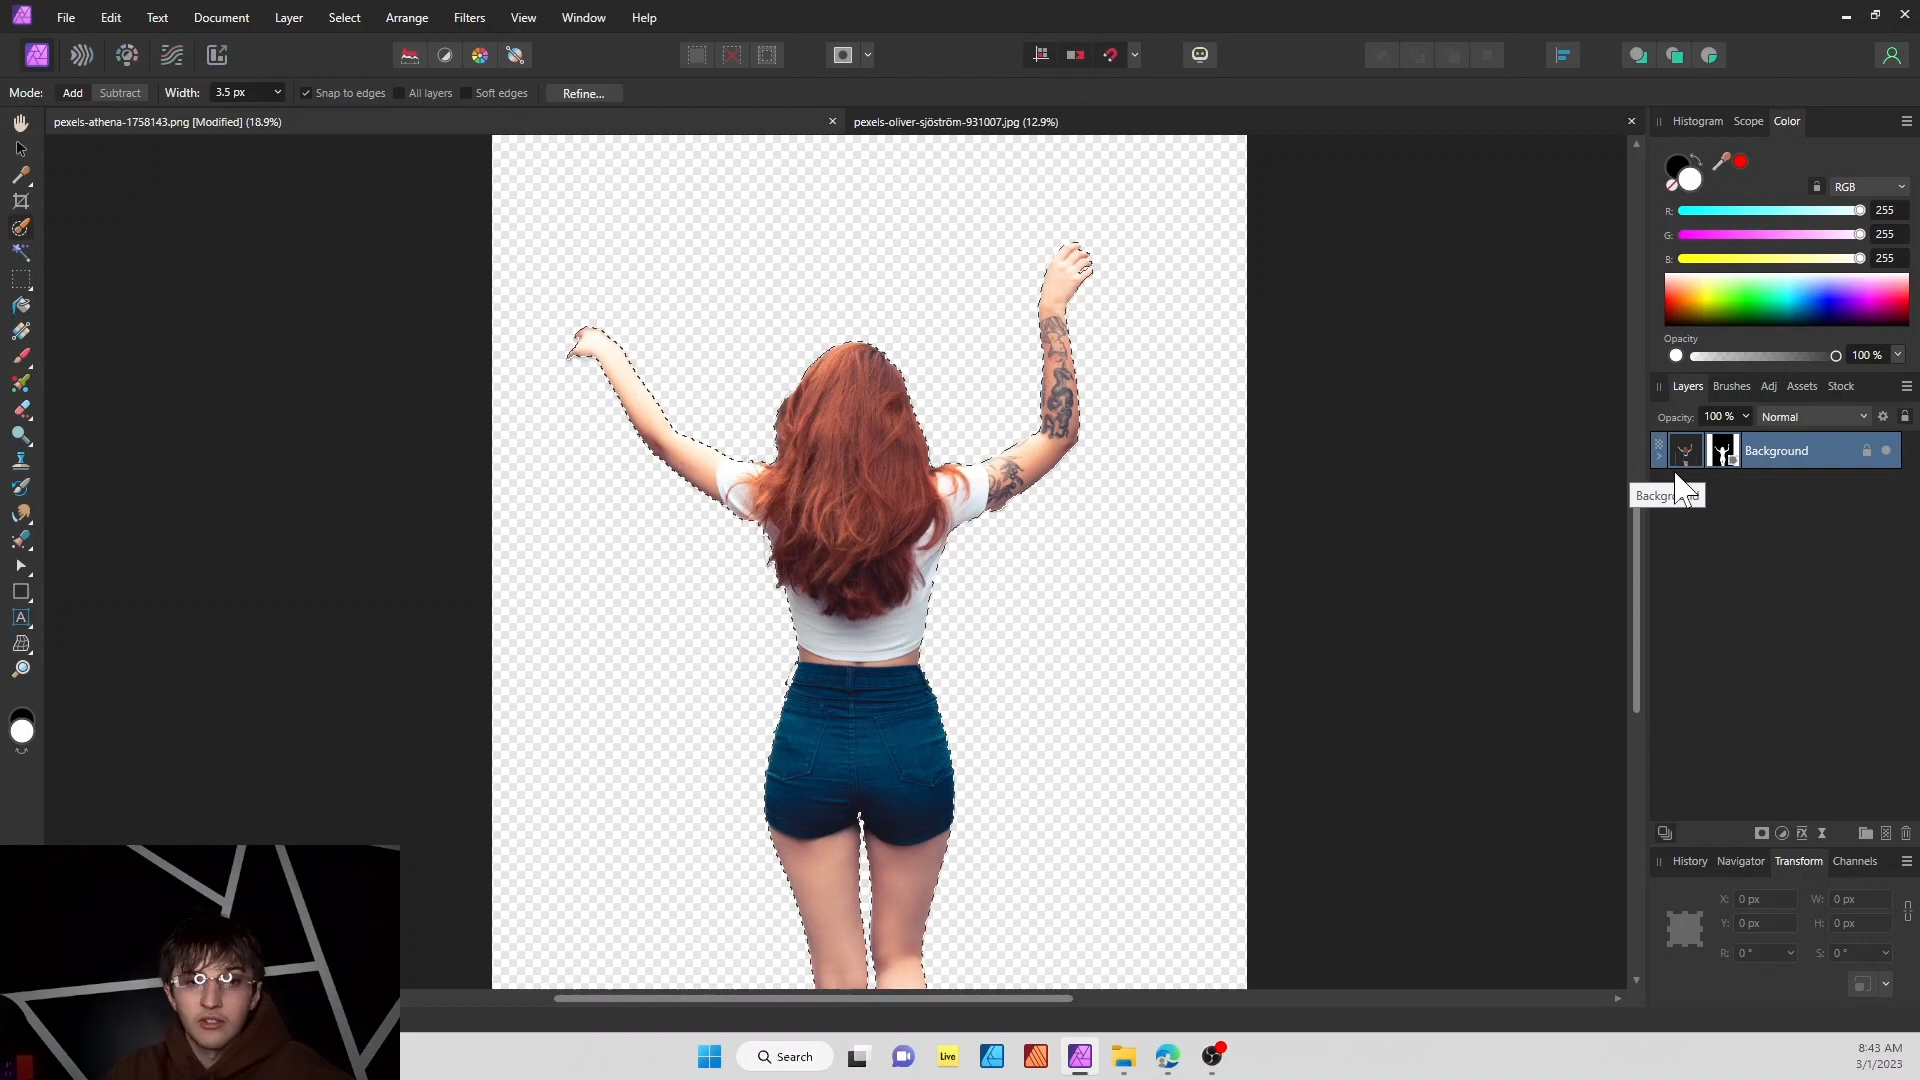 File Edit Text Document Layer Select Arrange Filters View Window Help
Mode: Add Subtract Width: 3.5 px Snap to edges All layers Soft edges Refine...
pexels-athena-1758143.png [Modified] (18.9%)
pexels-oliver-sjöström-931007.jpg (12.9%)
Histogram Scope Color
RGB
R: 255
G: 255
B: 255
Opacity
100 %
Layers Brushes Adj Assets Stock
Opacity: 100 % Normal
Background
History Navigator Transform Channels
X: 0 px W: 0 px
Y: 0 px H: 0 px
R: 0 ° S: 0 °
Search
Live
8:43 AM
3/1/2023